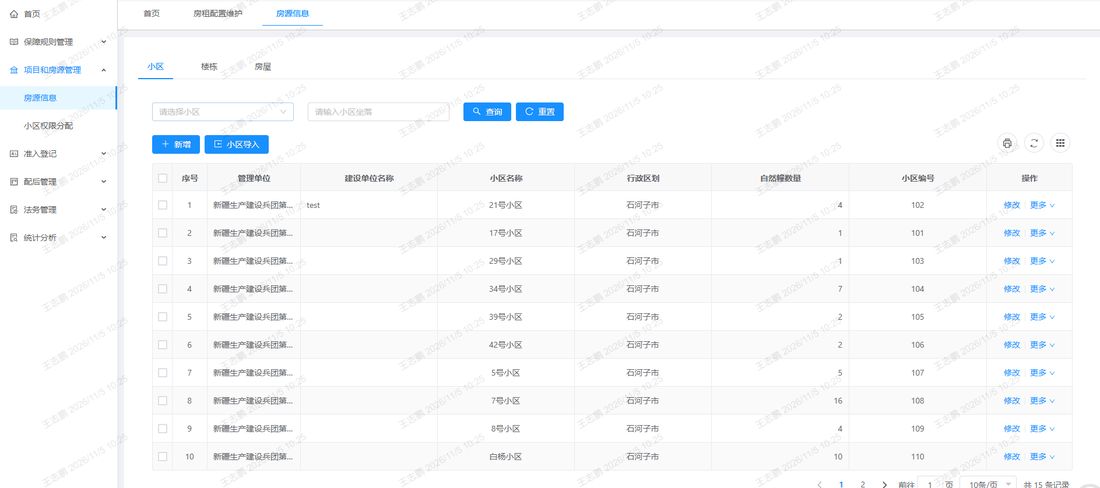 首页
保障规则管理
项目和房源管理
房源信息
小区权限分配
准入登记
配后管理
法务管理
统计分析
首页 房租配置维护 房源信息
小区 楼栋 房屋
请选择小区 请输入小区坐落 查询 重置
新增 小区导入
序号 管理单位 建设单位名称 小区名称 行政区划 自然幢数量 小区编号 操作
1 新疆生产建设兵团第... test 21号小区 石河子市 4 102 修改 更多
2 新疆生产建设兵团第... 17号小区 石河子市 1 101 修改 更多
3 新疆生产建设兵团第... 29号小区 石河子市 1 103 修改 更多
4 新疆生产建设兵团第... 34号小区 石河子市 7 104 修改 更多
5 新疆生产建设兵团第... 39号小区 石河子市 2 105 修改 更多
6 新疆生产建设兵团第... 42号小区 石河子市 2 106 修改 更多
7 新疆生产建设兵团第... 5号小区 石河子市 5 107 修改 更多
8 新疆生产建设兵团第... 7号小区 石河子市 16 108 修改 更多
9 新疆生产建设兵团第... 8号小区 石河子市 4 109 修改 更多
10 新疆生产建设兵团第... 白杨小区 石河子市 10 110 修改 更多
1 2 前往 1 页 10条/页 共 15 条记录
王志鹏 2026/11/5 10:25